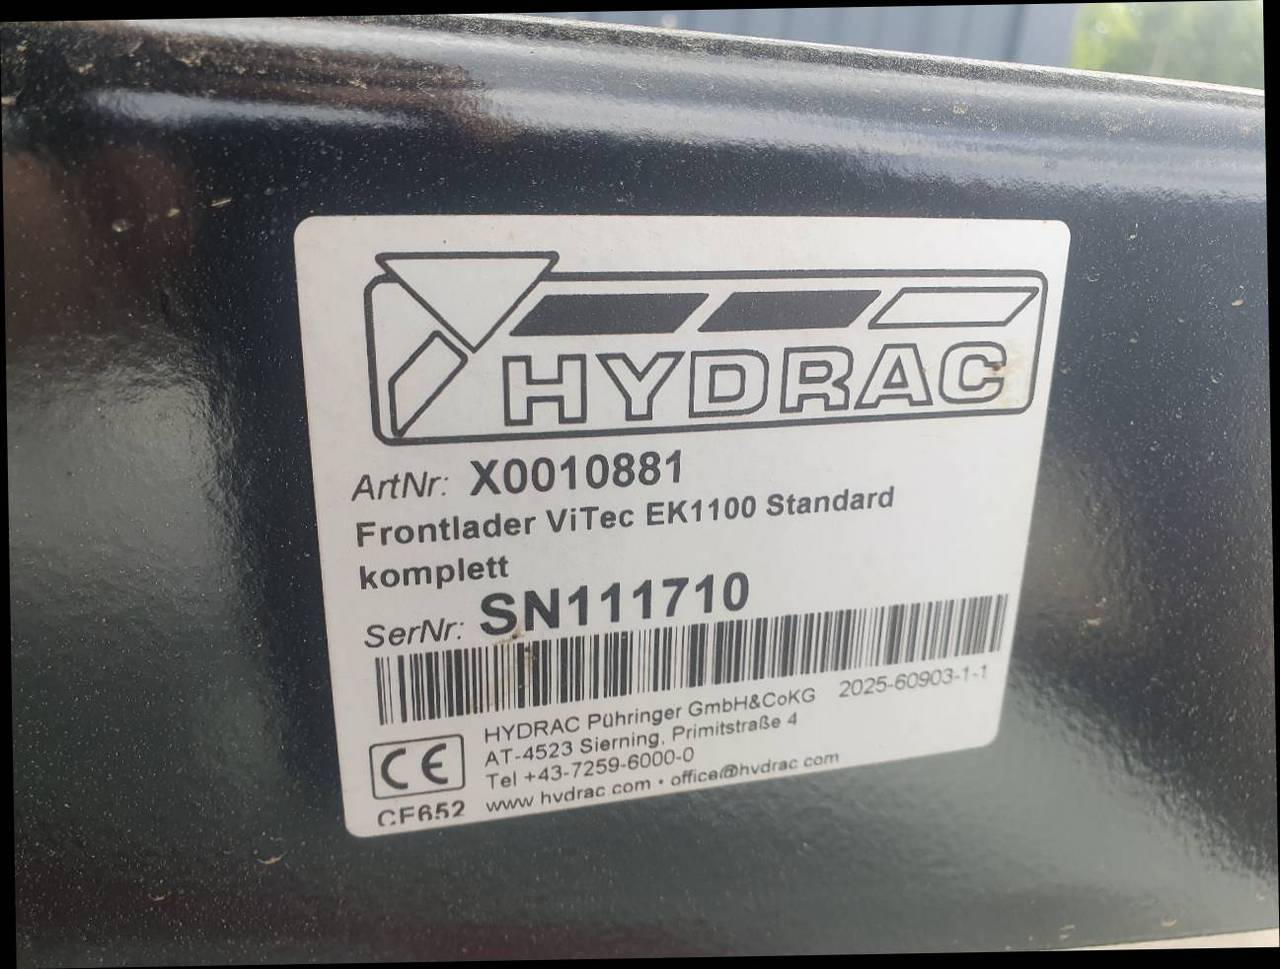 HYDRAC
ArtNr: X0010881
Frontlader ViTec EK1100 Standard
komplett
SerNr: SN111710
HYDRAC Pühringer GmbH&CoKG 2025-60903-1-1
AT-4523 Sierning, Primitstraße 4
Tel +43-7259-6000-0
www.hydrac.com • office@hydrac.com
CE
CE652